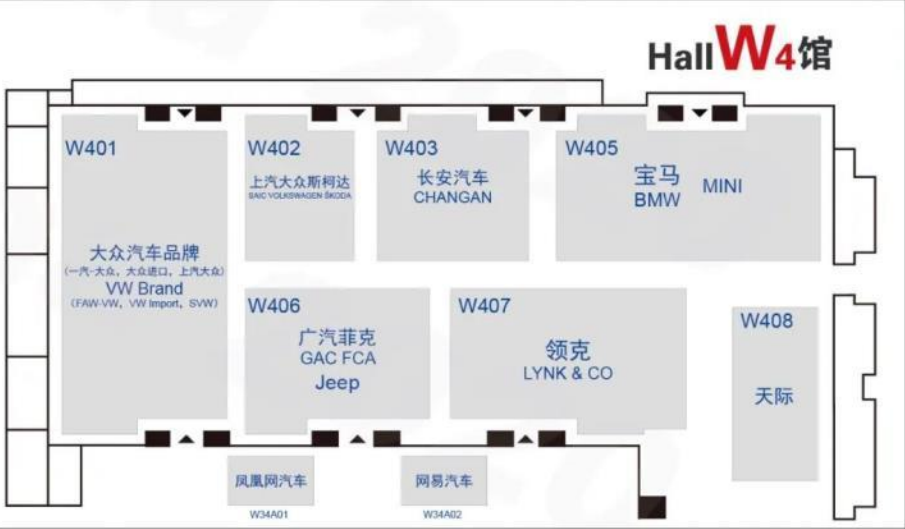 Hall W4馆
W401
大众汽车品牌
(一汽-大众，大众进口，上汽大众)
VW Brand
(FAW-VW，VW Import，SVW)
W402
上汽大众斯柯达
SAIC VOLKSWAGEN ŠKODA
W403
长安汽车
CHANGAN
W405
宝马
BMW
MINI
W406
广汽菲克
GAC FCA
Jeep
W407
领克
LYNK & CO
W408
天际
凤凰网汽车
W34A01
网易汽车
W34A02